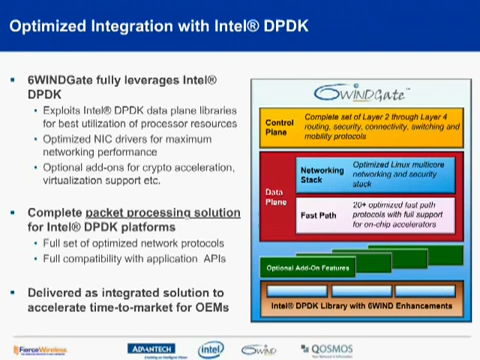 Optimized Integration with Intel® DPDK
6WINDGate fully leverages Intel®
DPDK
Exploits Intel® DPDK data plane libraries
for best utilization of processor resources
Optimized NIC drivers for maximum
networking performance
Optional add-ons for crypto acceleration,
virtualization support etc.
Complete packet processing solution
for Intel® DPDK platforms
Full set of optimized network protocols
Full compatibility with application APIs
Delivered as integrated solution to
accelerate time-to-market for OEMs
6WINDGate™
Control
Plane
Complete set of Layer 2 through Layer 4
routing, security, connectivity, switching and
mobility protocols
Data
Plane
Networking
Stack
Optimized Linux multicore
networking and security
stack
Fast Path
20+ optimized fast path
protocols with full support
for on-chip accelerators
Optional Add-On Features
Intel® DPDK Library with 6WIND Enhancements
FierceWireless
ADVANTECH
intel
6WIND
QOSMOS